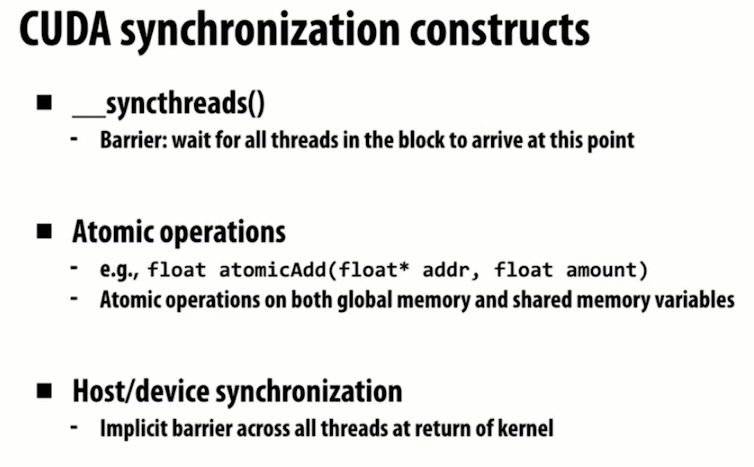 CUDA synchronization constructs
■ __syncthreads()
- Barrier: wait for all threads in the block to arrive at this point
■ Atomic operations
- e.g., float atomicAdd(float* addr, float amount)
- Atomic operations on both global memory and shared memory variables
■ Host/device synchronization
- Implicit barrier across all threads at return of kernel